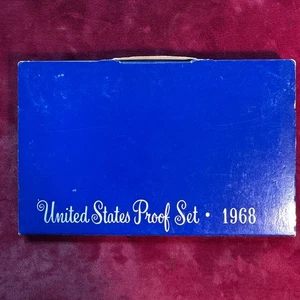 United States Proof Set • 1968